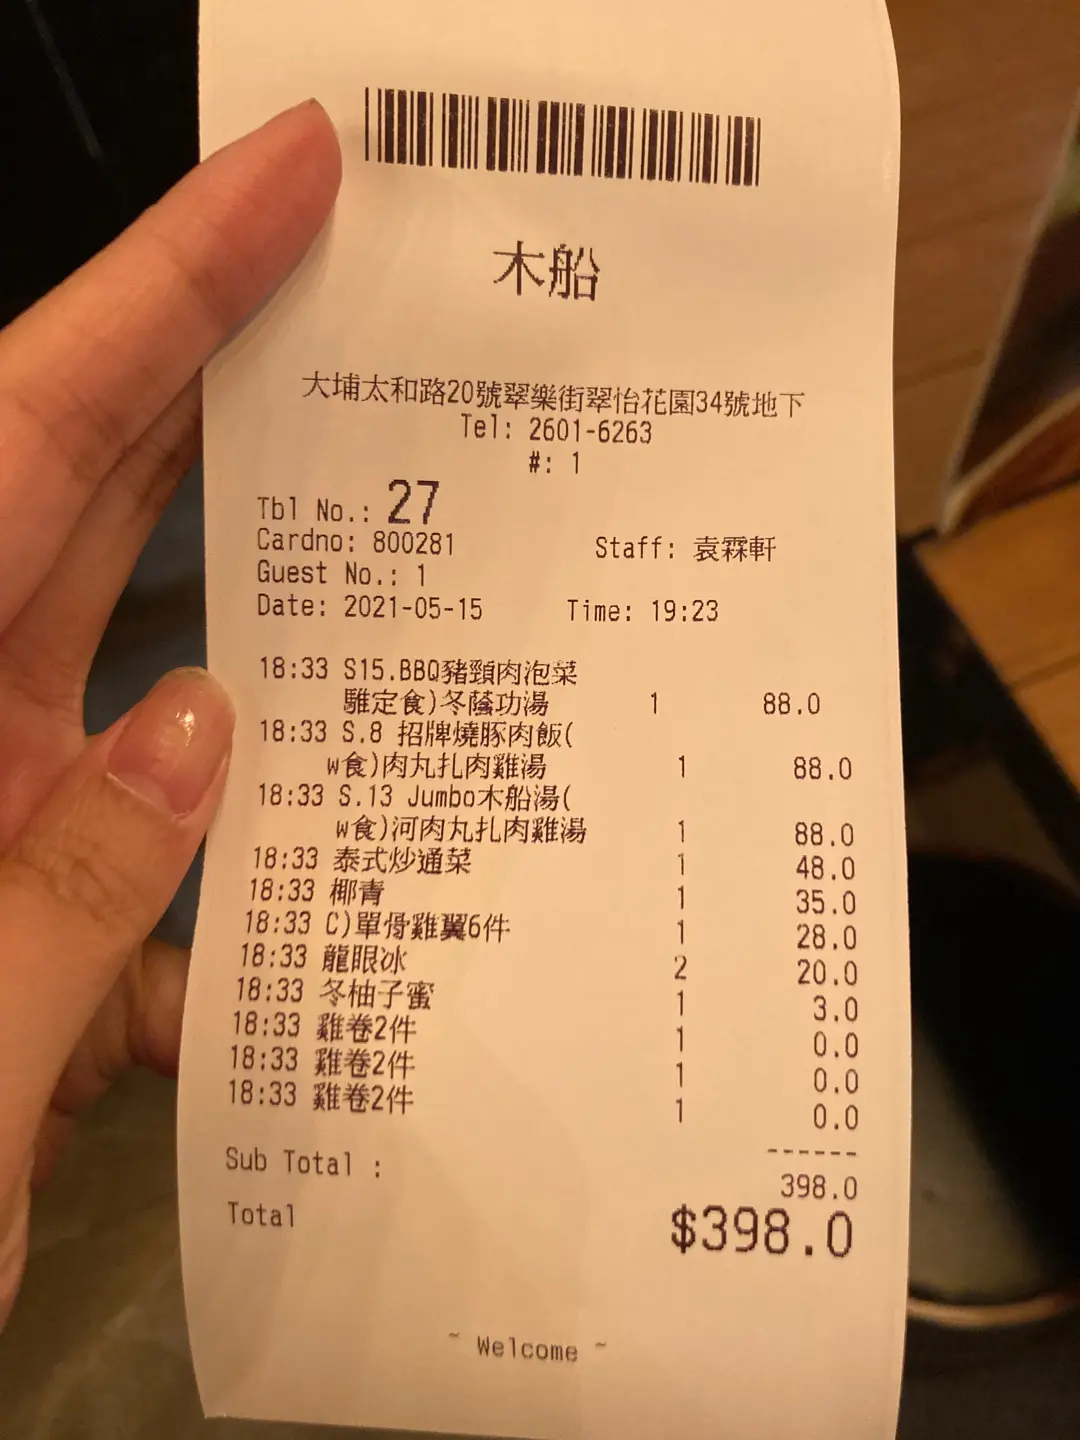 木船
大埔太和路20號翠樂街翠怡花園34號地下
Tel: 2601-6263
#: 1
Tbl No.: 27
Cardno: 800281 Staff: 袁霖軒
Guest No.: 1
Date: 2021-05-15 Time: 19:23
18:33 S15.BBQ豬頸肉泡菜
雞定食)冬蔭功湯 1 88.0
18:33 S.8 招牌燒豚肉飯(
w食)肉丸扎肉雞湯 1 88.0
18:33 S.13 Jumbo木船湯(
w食)河肉丸扎肉雞湯 1 88.0
18:33 泰式炒通菜 1 48.0
18:33 椰青 1 35.0
18:33 C)單骨雞翼6件 1 28.0
18:33 龍眼冰 2 20.0
18:33 冬柚子蜜 1 3.0
18:33 雞卷2件 1 0.0
18:33 雞卷2件 1 0.0
18:33 雞卷2件 1 0.0
------
Sub Total : 398.0
Total $398.0
~ Welcome ~